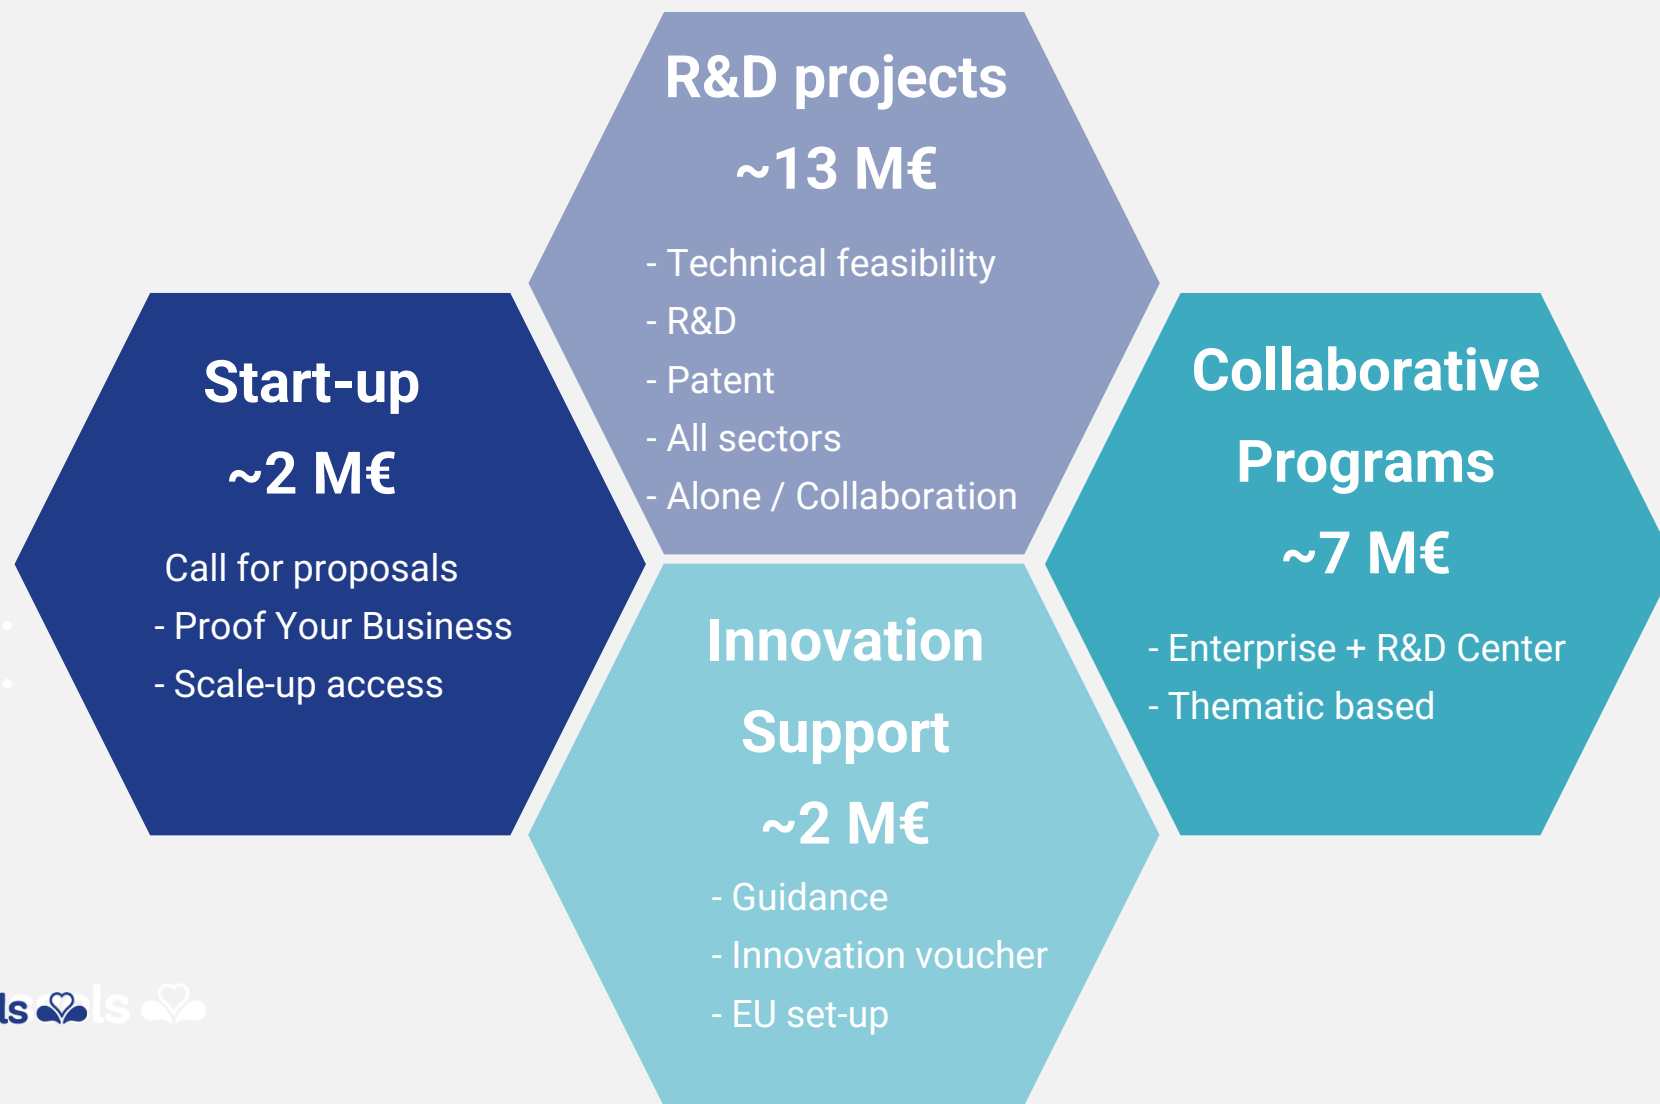 R&D projects
~13 M€
- Technical feasibility
- R&D
- Patent
- All sectors
- Alone / Collaboration
Start-up
~2 M€
Call for proposals
- Proof Your Business
- Scale-up access
Collaborative
Programs
~7 M€
- Enterprise + R&D Center
- Thematic based
Innovation
Support
~2 M€
- Guidance
- Innovation voucher
- EU set-up